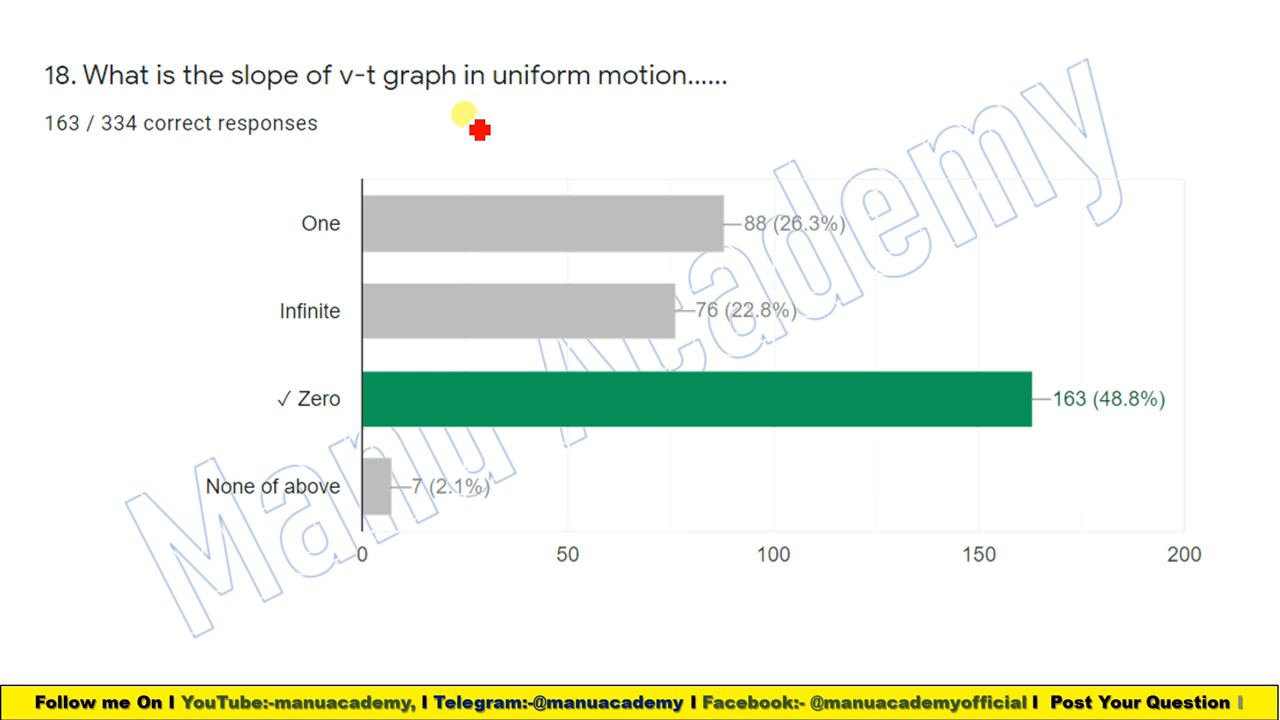 18. What is the slope of v-t graph in uniform motion......
163 / 334 correct responses
One
88 (26.3%)
Infinite
76 (22.8%)
✓ Zero
163 (48.8%)
None of above
7 (2.1%)
0 50 100 150 200
Manu Academy
Follow me On I YouTube:-manuacademy, I Telegram:-@manuacademy I Facebook:- @manuacademyofficial I Post Your Question I